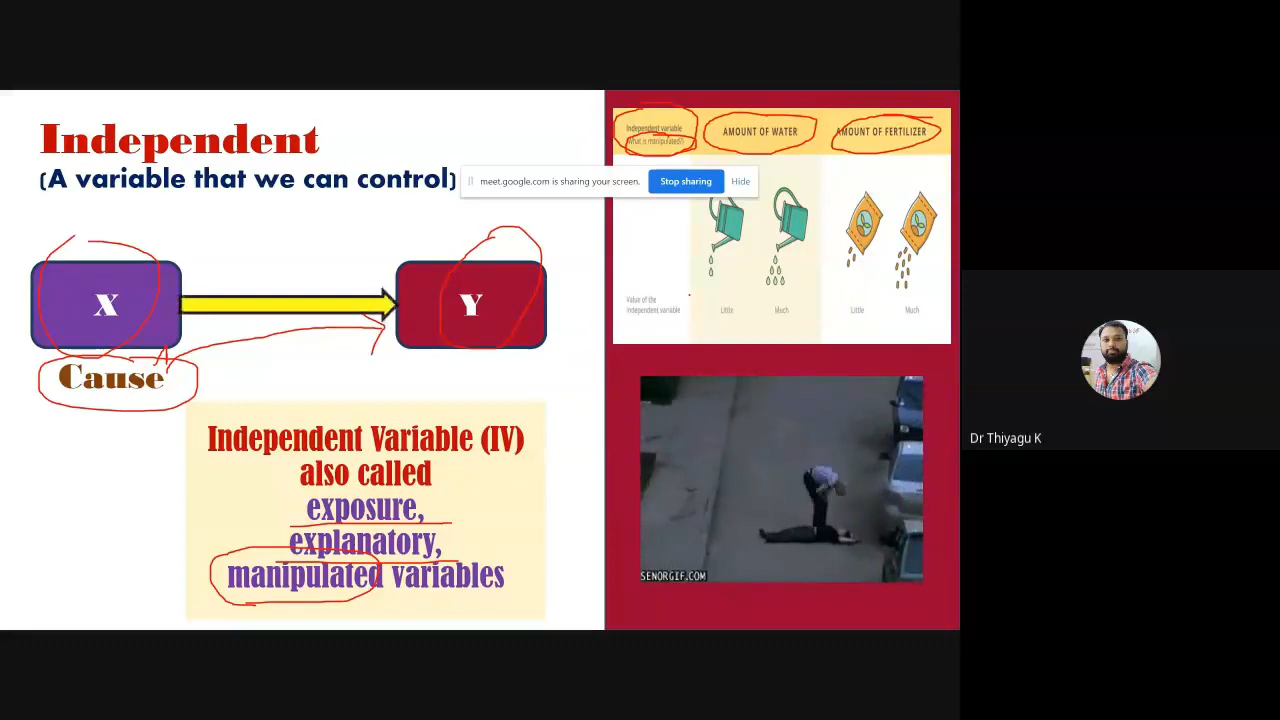 Independent
(A variable that we can control)
X
Y
Cause
Independent Variable (IV)
also called
exposure,
explanatory,
manipulated variables
Independent variable
(What is manipulated?)
AMOUNT OF WATER
AMOUNT OF FERTILIZER
meet.google.com is sharing your screen.
Stop sharing
Hide
Value of the
independent variable
Little
Much
Little
Much
SENORGIF.COM
Dr Thiyagu K